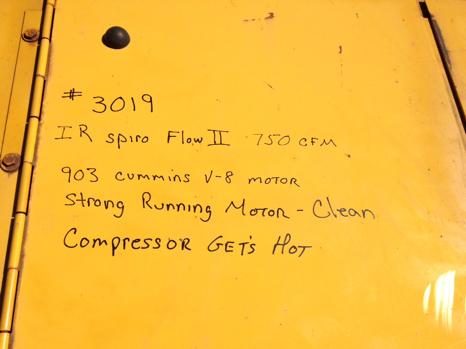 # 3019
IR spiro Flow II 750 CFM
903 cummins V-8 motor
Strong Running Motor - Clean
Compressor GET'S HOT